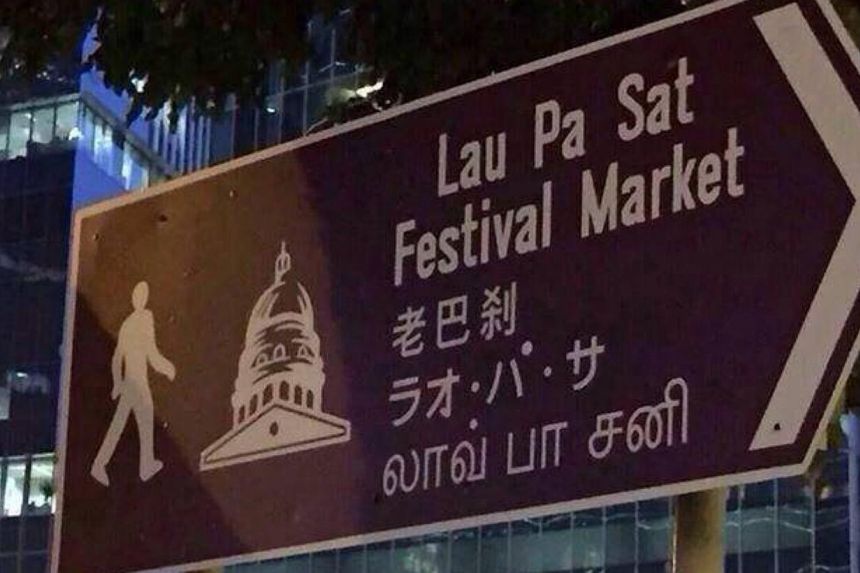 Lau Pa Sat
Festival Market
老巴刹
ラオ・パ・サ
லாவ் பா சனி